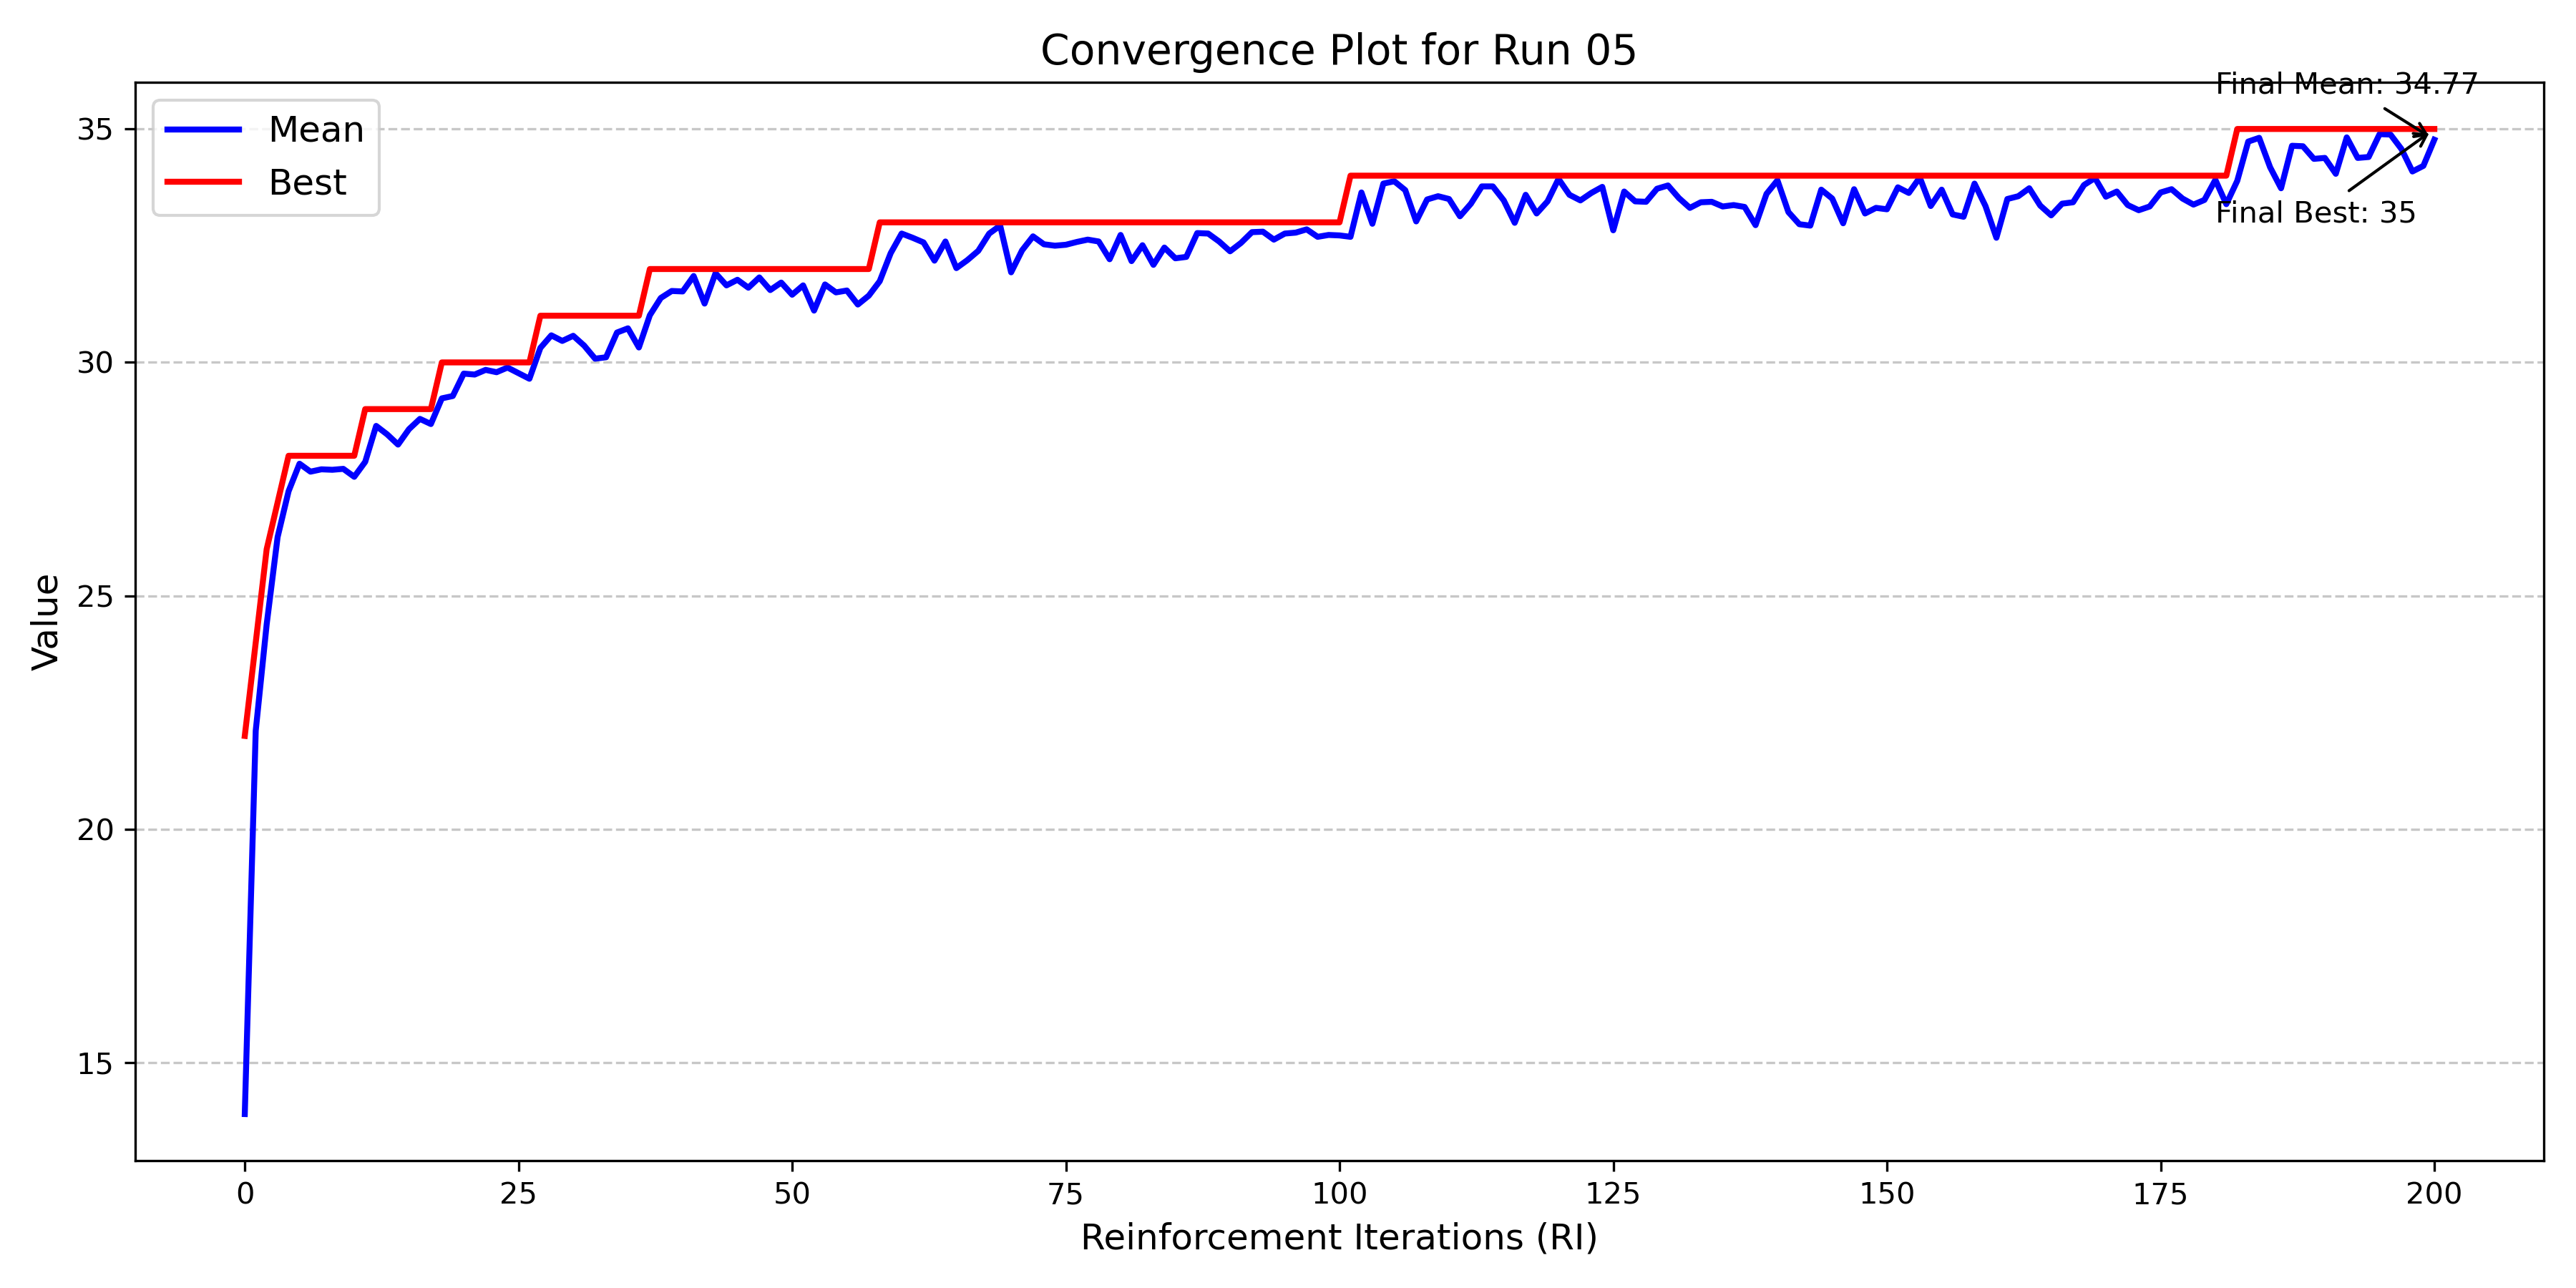 Convergence Plot for Run 05
Final Mean: 34.77
Mean
Best
Final Best: 35
35
30
25
20
15
Value
0 25 50 75 100 125 150 175 200
Reinforcement Iterations (RI)